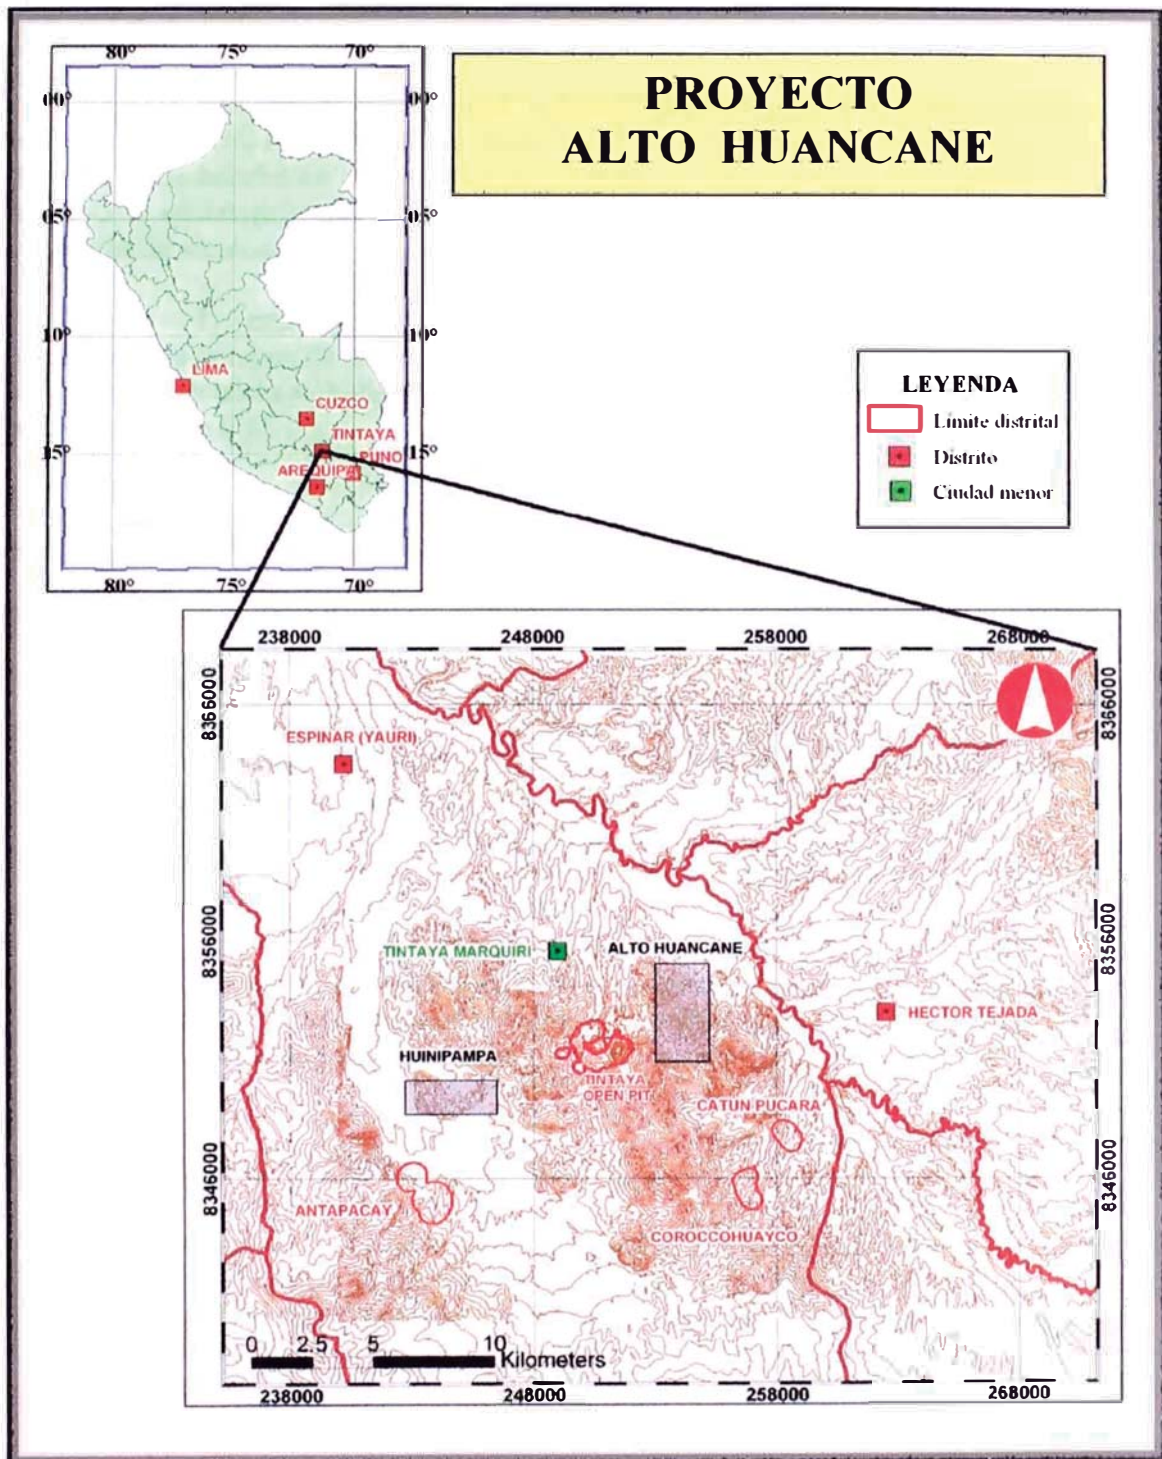 PROYECTO
ALTO HUANCANE
80° 75° 70°
00° 00°
05° 05°
10° 10°
LIMA
CUZCO
TINTAYA
15° 15°
PUNO
AREQUIPA
80° 75° 70°
LEYENDA
Límite distrital
Distrito
Ciudad menor
238000 248000 258000 268000
8366000 8366000
ESPINAR (YAURI)
8356000 8356000
TINTAYA MARQUIRI
ALTO HUANCANE
HECTOR TEJADA
HUINIPAMPA
TINTAYA
OPEN PIT
CATUN PUCARA
8346000 8346000
ANTAPACAY
COROCCOHUAYCO
0 2.5 5 10
Kilometers
238000 248000 258000 268000